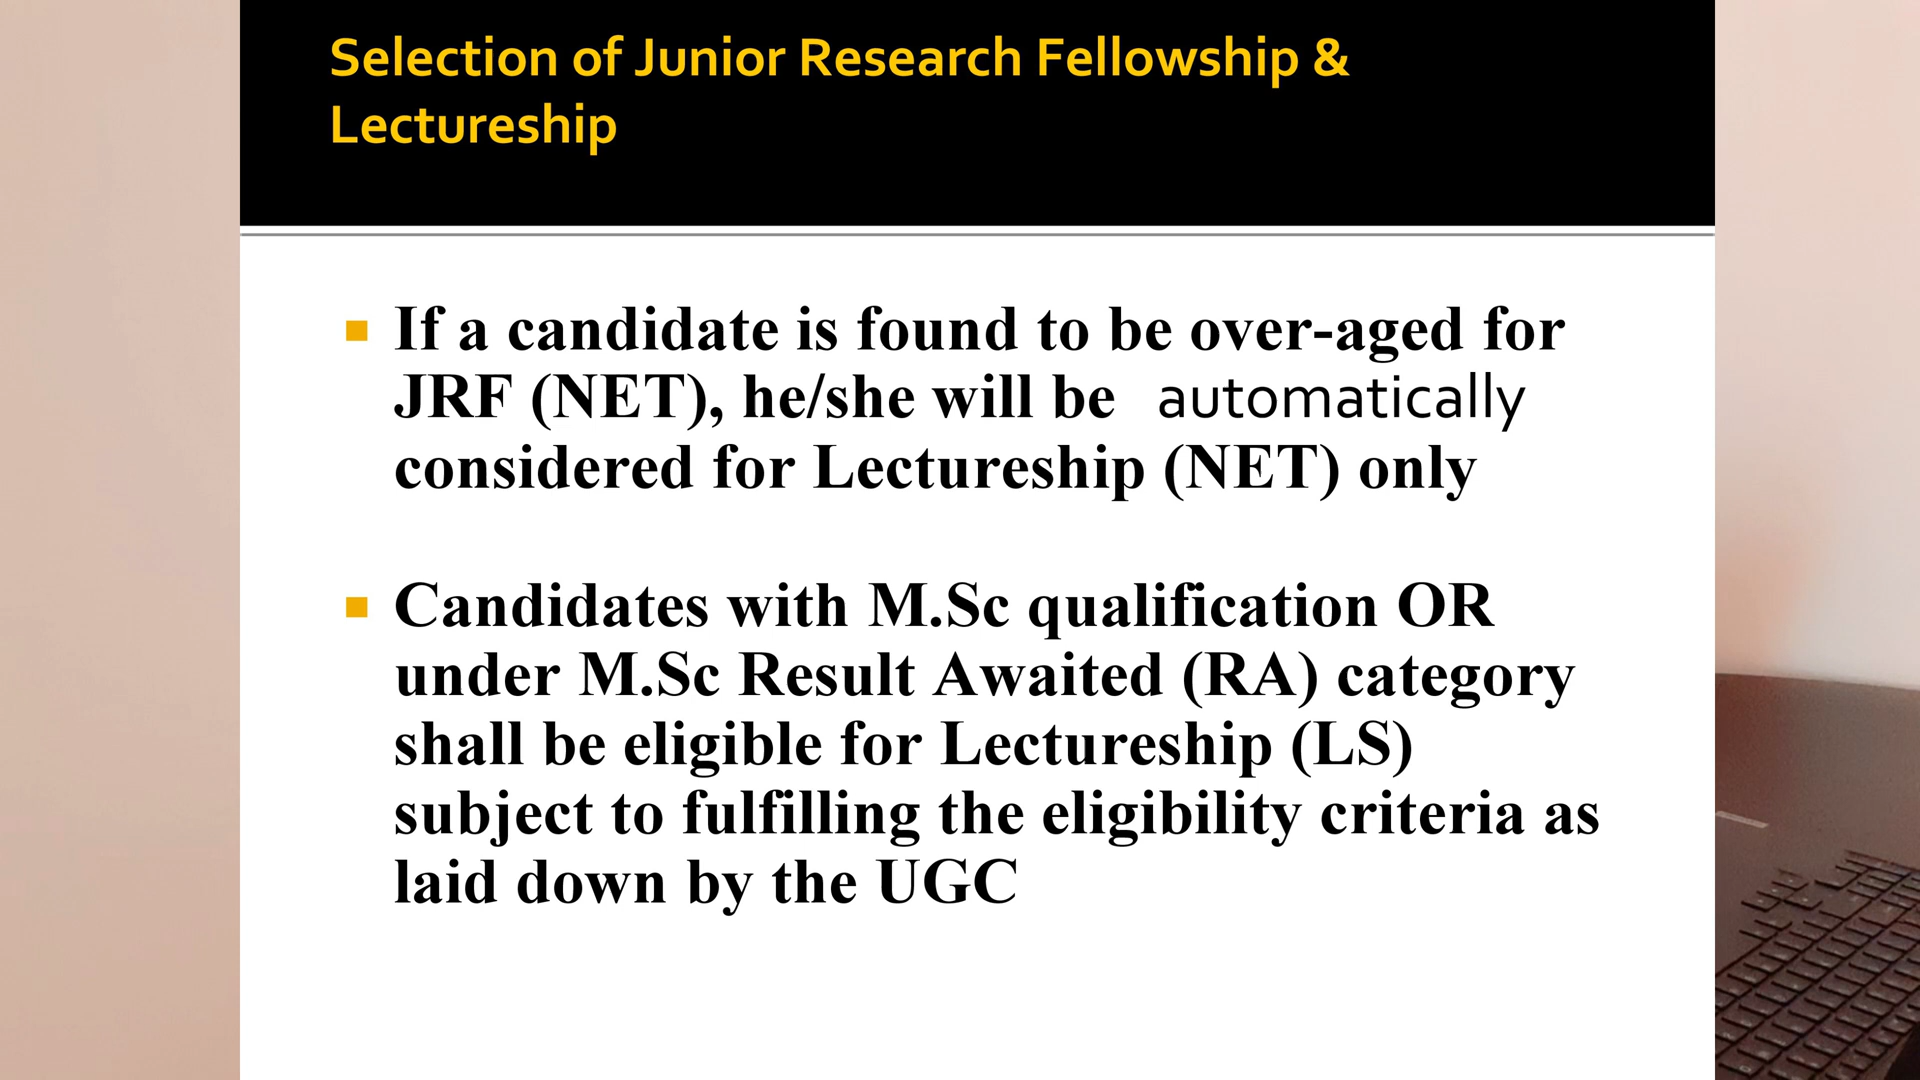 Selection of Junior Research Fellowship &
Lectureship
If a candidate is found to be over-aged for
JRF (NET), he/she will be automatically
considered for Lectureship (NET) only
Candidates with M.Sc qualification OR
under M.Sc Result Awaited (RA) category
shall be eligible for Lectureship (LS)
subject to fulfilling the eligibility criteria as
laid down by the UGC